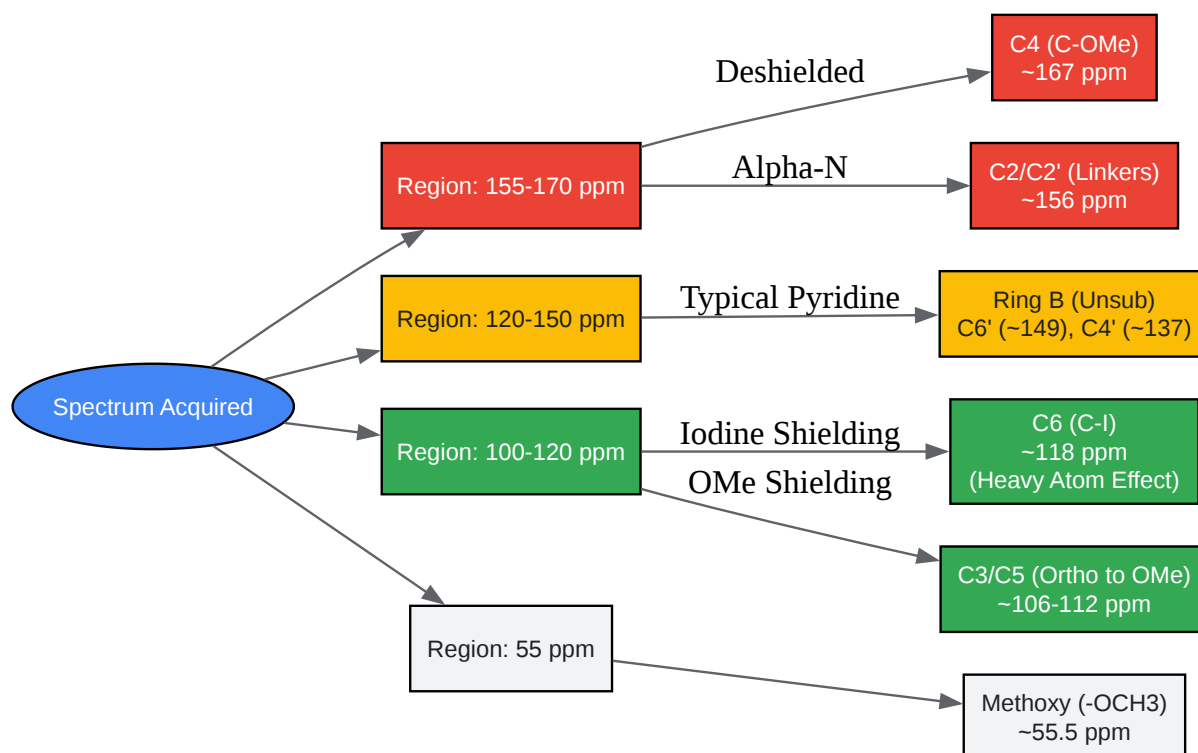 Spectrum Acquired
Region: 155-170 ppm
Deshielded
C4 (C-OMe)
~167 ppm
Alpha-N
C2/C2' (Linkers)
~156 ppm
Region: 120-150 ppm
Typical Pyridine
Ring B (Unsub)
C6' (~149), C4' (~137)
Region: 100-120 ppm
Iodine Shielding
C6 (C-I)
~118 ppm
(Heavy Atom Effect)
OMe Shielding
C3/C5 (Ortho to OMe)
~106-112 ppm
Region: 55 ppm
Methoxy (-OCH3)
~55.5 ppm